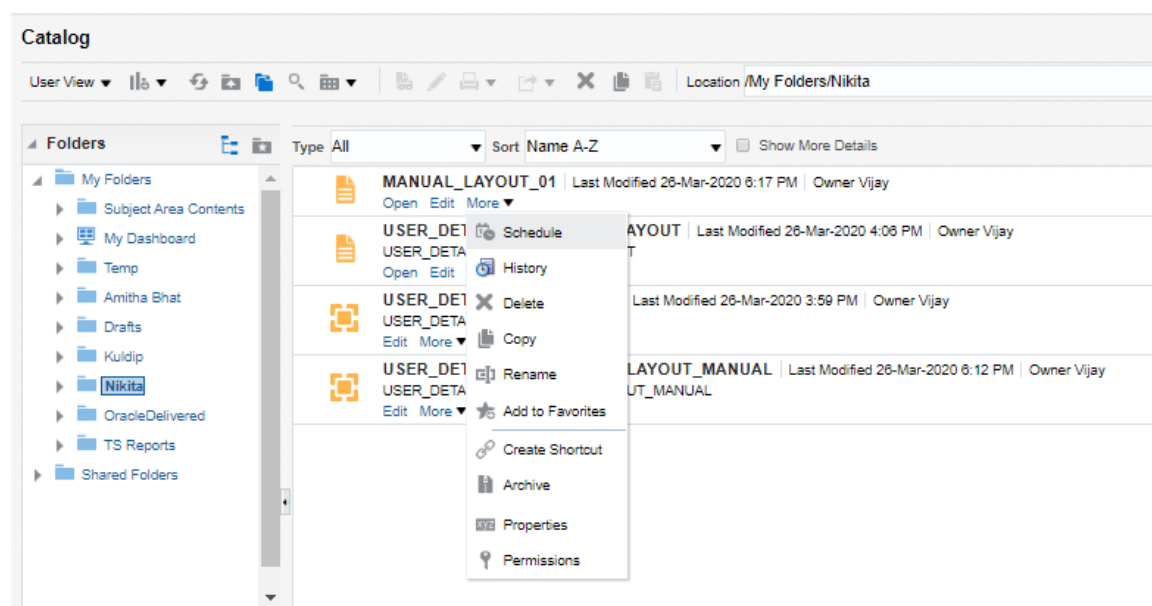 Catalog
User View
Location /My Folders/Nikita
Folders
Type All Sort Name A-Z Show More Details
My Folders
Subject Area Contents
My Dashboard
Temp
Amitha Bhat
Drafts
Kuldip
Nikita
OracleDelivered
TS Reports
Shared Folders
MANUAL_LAYOUT_01 Last Modified 26-Mar-2020 6:17 PM Owner Vijay
Open Edit More
USER_DET AYOUT Last Modified 26-Mar-2020 4:06 PM Owner Vijay
USER_DETA T
Open Edit
USER_DET Last Modified 26-Mar-2020 3:59 PM Owner Vijay
USER_DETA
Edit More
USER_DET LAYOUT_MANUAL Last Modified 26-Mar-2020 6:12 PM Owner Vijay
USER_DETA UT_MANUAL
Edit More
Schedule
History
Delete
Copy
Rename
Add to Favorites
Create Shortcut
Archive
xyz Properties
Permissions